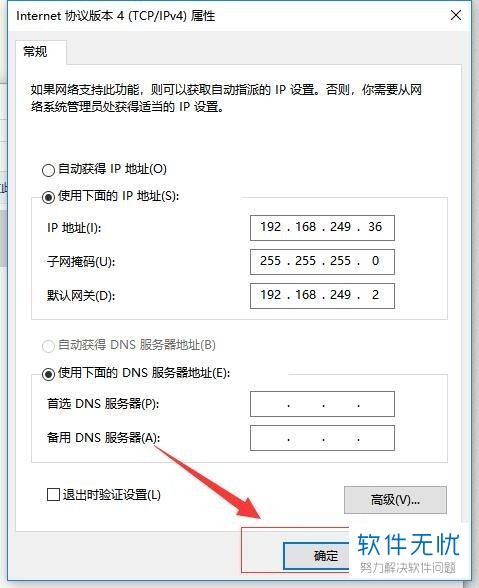 Internet 协议版本 4 (TCP/IPv4) 属性
常规
如果网络支持此功能，则可以获取自动指派的 IP 设置。否则，你需要从网
络系统管理员处获得适当的 IP 设置。
自动获得 IP 地址(O)
使用下面的 IP 地址(S):
IP 地址(I): 192 . 168 . 249 . 36
子网掩码(U): 255 . 255 . 255 . 0
默认网关(D): 192 . 168 . 249 . 2
自动获得 DNS 服务器地址(B)
使用下面的 DNS 服务器地址(E):
首选 DNS 服务器(P): . . .
备用 DNS 服务器(A): . . .
退出时验证设置(L)
高级(V)...
确定
软件无忧
努力解决软件问题